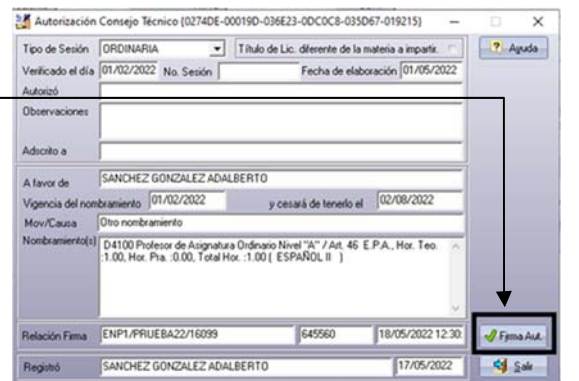 Autorización Consejo Técnico (0274DE-00019D-036E23-0DC0C8-035D67-019215)
Tipo de Sesión ORDINARIA Título de Lic. diferente de la materia a impartir. ? Ayuda
Verificado el día 01/02/2022 No. Sesión Fecha de elaboración 01/05/2022
Autorizó
Observaciones
Adscrito a
A favor de SANCHEZ GONZALEZ ADALBERTO
Vigencia del nombramiento 01/02/2022 y cesará de tenerlo el 02/08/2022
Mov/Causa Otro nombramiento
Nombramiento(s) D4100 Profesor de Asignatura Ordinario Nivel "A" / Art. 46 E.P.A., Hor. Teo.
:1.00, Hor. Pra. :0.00, Total Hor. :1.00 ( ESPAÑOL II )
Relación Firma ENP1/PRUEBA22/16099 645560 18/05/2022 12:30: Firma Aut.
Registró SANCHEZ GONZALEZ ADALBERTO 17/05/2022 Salir